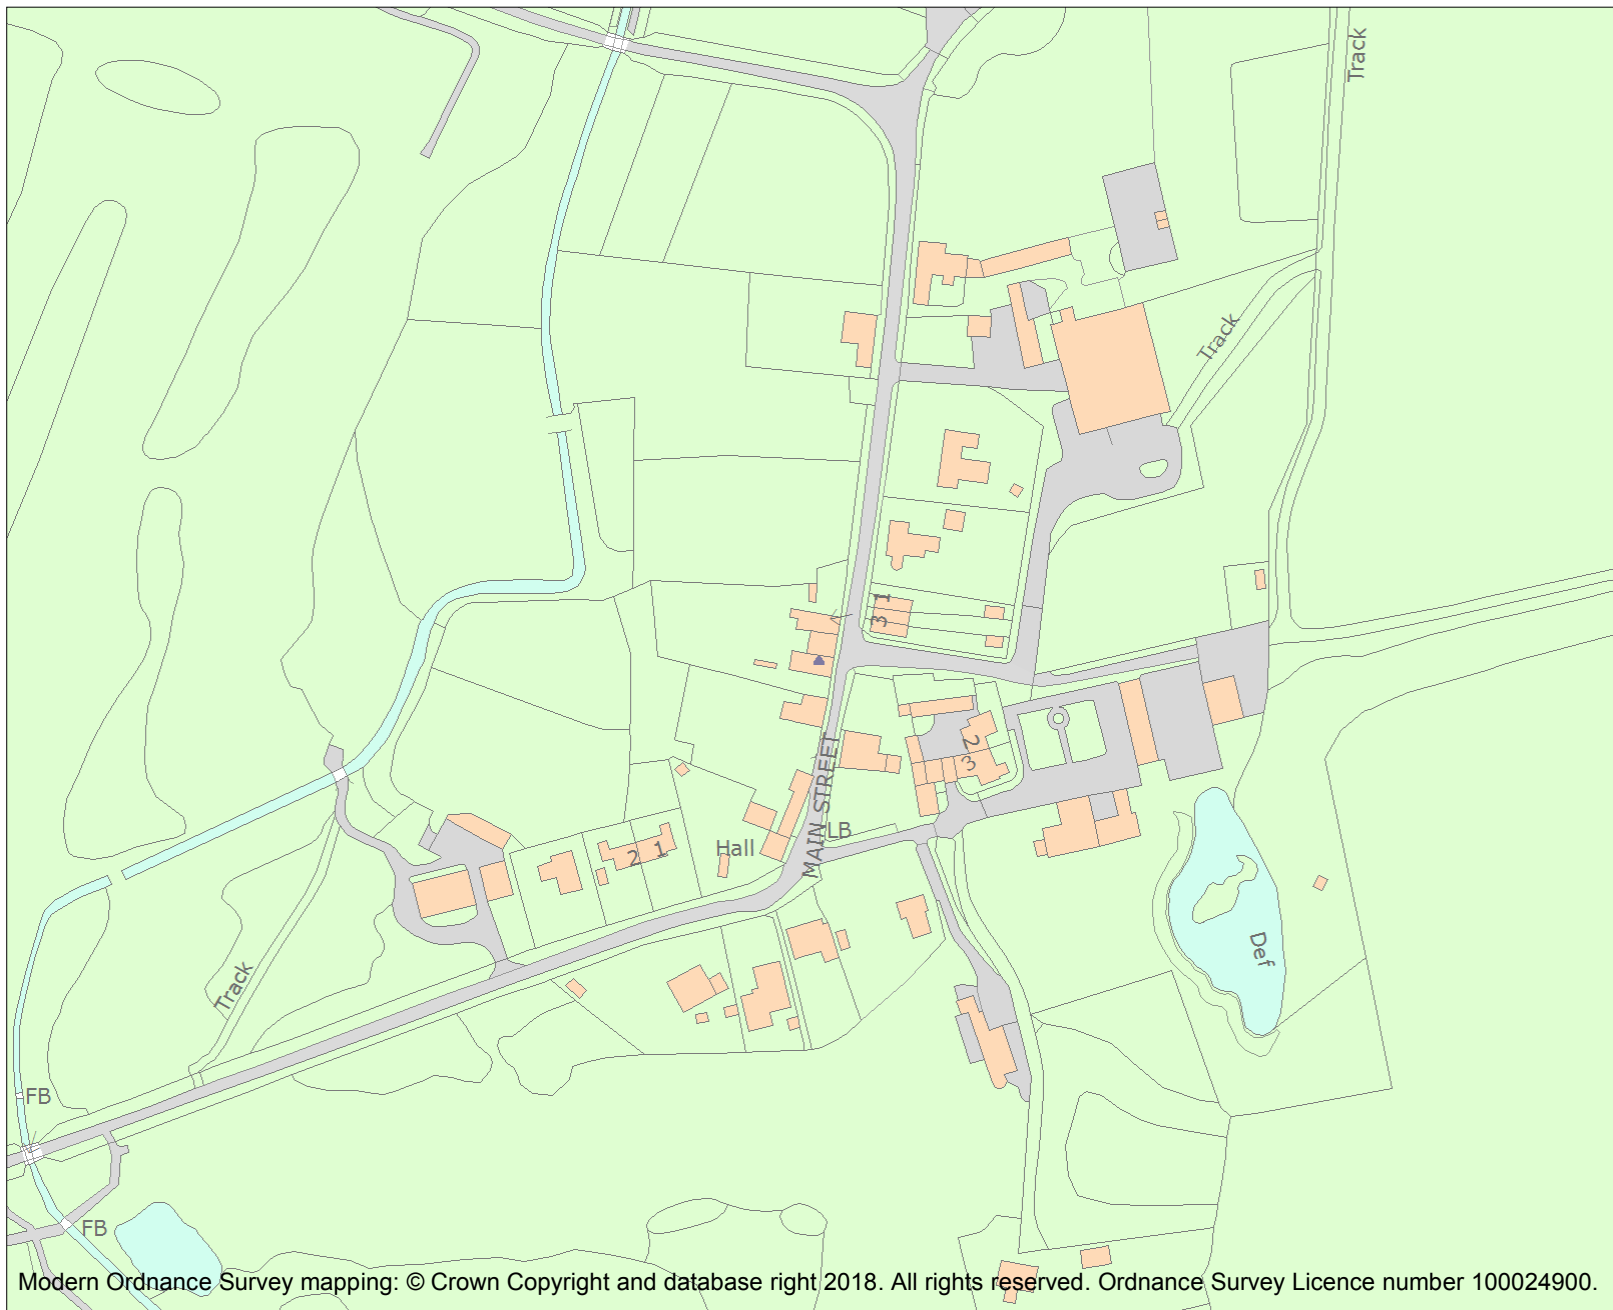 Track
Track
1
3
2
3
MAIN STREET
LB
Hall
2 1
Def
Track
FB
FB
Modern Ordnance Survey mapping: © Crown Copyright and database right 2018. All rights reserved. Ordnance Survey Licence number 100024900.